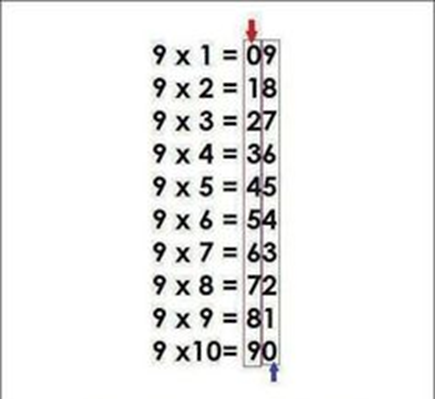 9 x 1 = 09
9 x 2 = 18
9 x 3 = 27
9 x 4 = 36
9 x 5 = 45
9 x 6 = 54
9 x 7 = 63
9 x 8 = 72
9 x 9 = 81
9 x10= 90